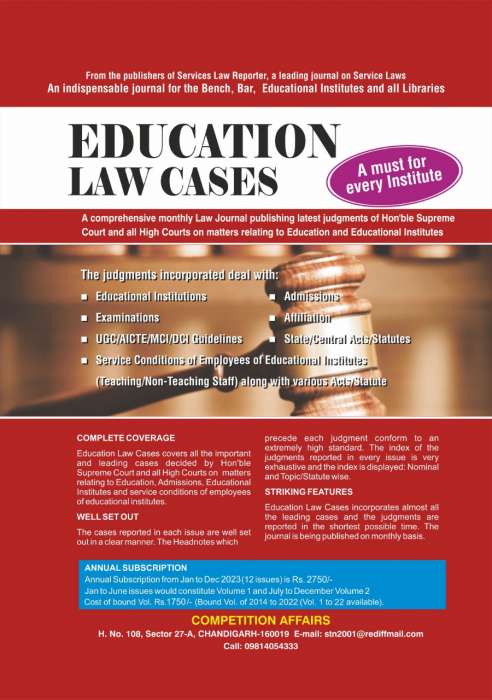 From the publishers of Services Law Reporter, a leading journal on Service Laws
An indispensable journal for the Bench, Bar, Educational Institutes and all Libraries
EDUCATION
LAW CASES
A must for
every Institute
A comprehensive monthly Law Journal publishing latest judgments of Hon'ble Supreme
Court and all High Courts on matters relating to Education and Educational Institutes
The judgments incorporated deal with:
■ Educational Institutions
■ Admissions
■ Examinations
■ Affiliation
■ UGC/AICTE/MCI/DCI Guidelines
■ State/Central Acts/Statutes
■ Service Conditions of Employees of Educational Institutes
(Teaching/Non-Teaching Staff) along with various Acts/Statute
COMPLETE COVERAGE
Education Law Cases covers all the important
and leading cases decided by Hon'ble
Supreme Court and all High Courts on matters
relating to Education, Admissions, Educational
Institutes and service conditions of employees
of educational institutes.
WELL SET OUT
The cases reported in each issue are well set
out in a clear manner. The Headnotes which
precede each judgment conform to an
extremely high standard. The index of the
judgments reported in every issue is very
exhaustive and the index is displayed: Nominal
and Topic/Statute wise.
STRIKING FEATURES
Education Law Cases incorporates almost all
the leading cases and the judgments are
reported in the shortest possible time. The
journal is being published on monthly basis.
ANNUAL SUBSCRIPTION
Annual Subscription from Jan to Dec 2023 (12 issues) is Rs. 2750/-
Jan to June issues would constitute Volume 1 and July to December Volume 2
Cost of bound Vol. Rs.1750/- (Bound Vol. of 2014 to 2022 (Vol. 1 to 22 available).
COMPETITION AFFAIRS
H. No. 108, Sector 27-A, CHANDIGARH-160019 E-mail: stn2001@rediffmail.com
Call: 09814054333